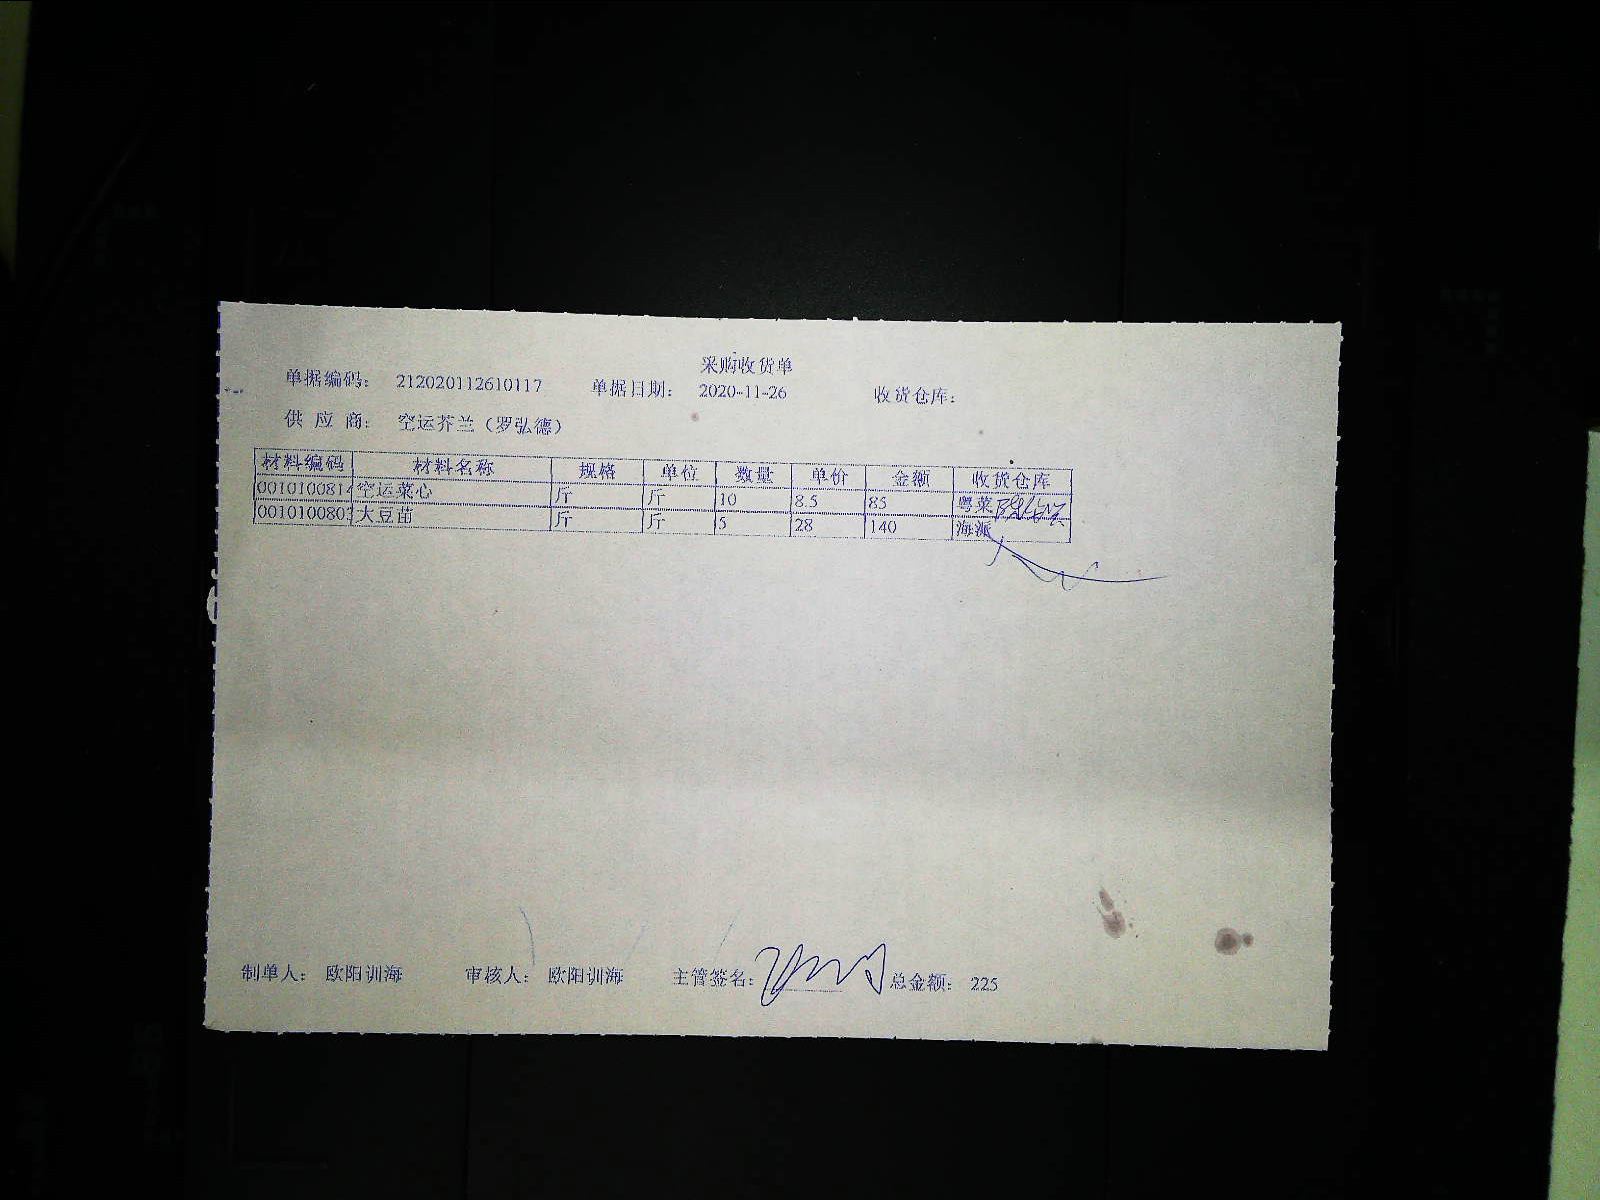 采购收货单
单据编码： 212020112610117 单据日期： 2020-11-26 收货仓库：
供 应 商： 空运芥兰（罗弘德）
材料编码 材料名称 规格 单位 数量 单价 金额 收货仓库
0010100814 空运菜心 斤 斤 10 8.5 85 粤菜
0010100803 大豆苗 斤 斤 5 28 140 海派
制单人： 欧阳训海 审核人： 欧阳训海 主管签名： 总金额： 225